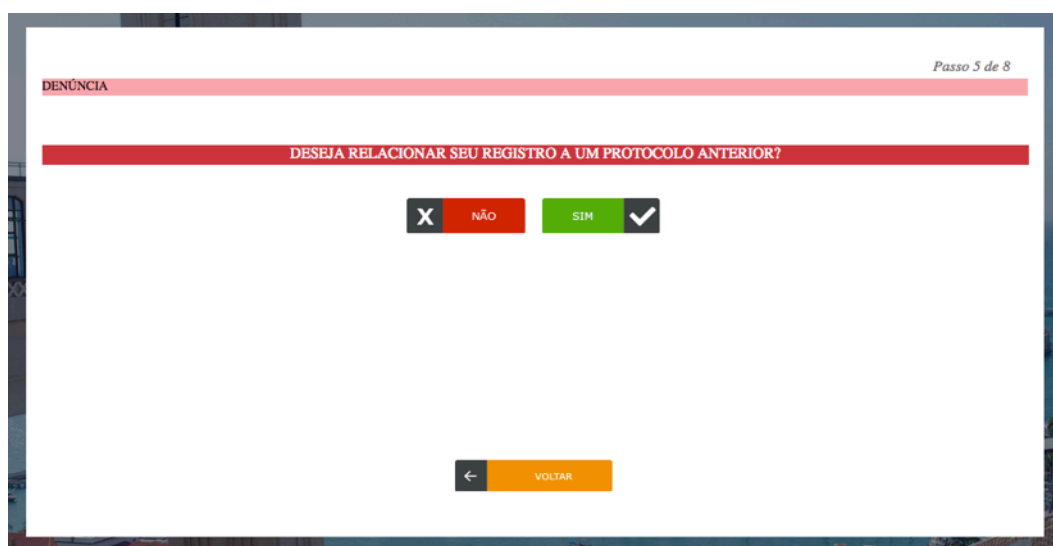 Passo 5 de 8
DENÚNCIA
DESEJA RELACIONAR SEU REGISTRO A UM PROTOCOLO ANTERIOR?
X NÃO SIM
VOLTAR